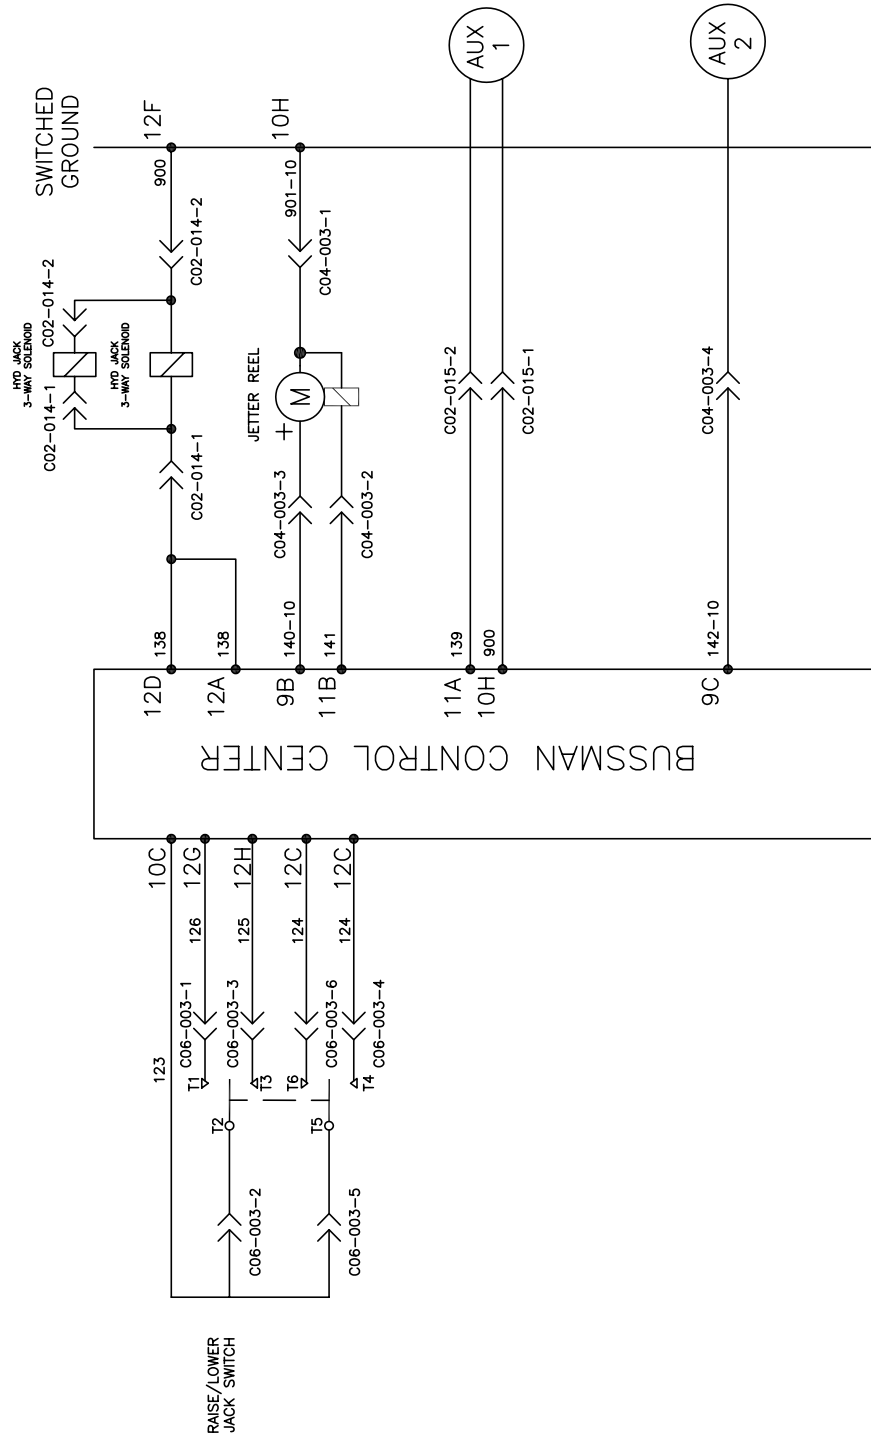 RAISE/LOWER
JACK SWITCH
123
10C
C06-003-2
T2
T1
C06-003-1
126
12G
T3
C06-003-3
125
12H
C06-003-5
T5
T6
C06-003-6
124
12C
T4
C06-003-4
124
12C
BUSSMAN CONTROL CENTER
12D
138
C02-014-1
C02-014-1
HYD JACK
3-WAY SOLENOID
C02-014-2
HYD JACK
3-WAY SOLENOID
C02-014-2
900
12F
SWITCHED
GROUND
12A
138
9B
140-10
C04-003-3
+
M
JETTER REEL
C04-003-1
901-10
10H
11B
141
C04-003-2
11A
139
C02-015-2
10H
900
C02-015-1
AUX
1
9C
142-10
C04-003-4
AUX
2